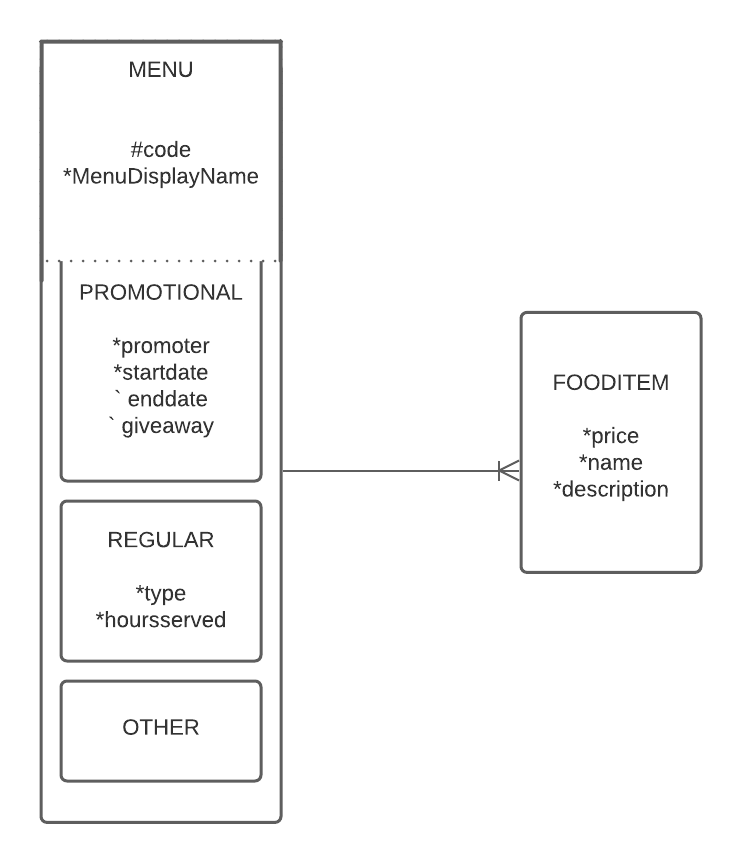 MENU
#code
*MenuDisplayName
PROMOTIONAL
*promoter
*startdate
` enddate
` giveaway
REGULAR
*type
*hoursserved
OTHER
FOODITEM
*price
*name
*description